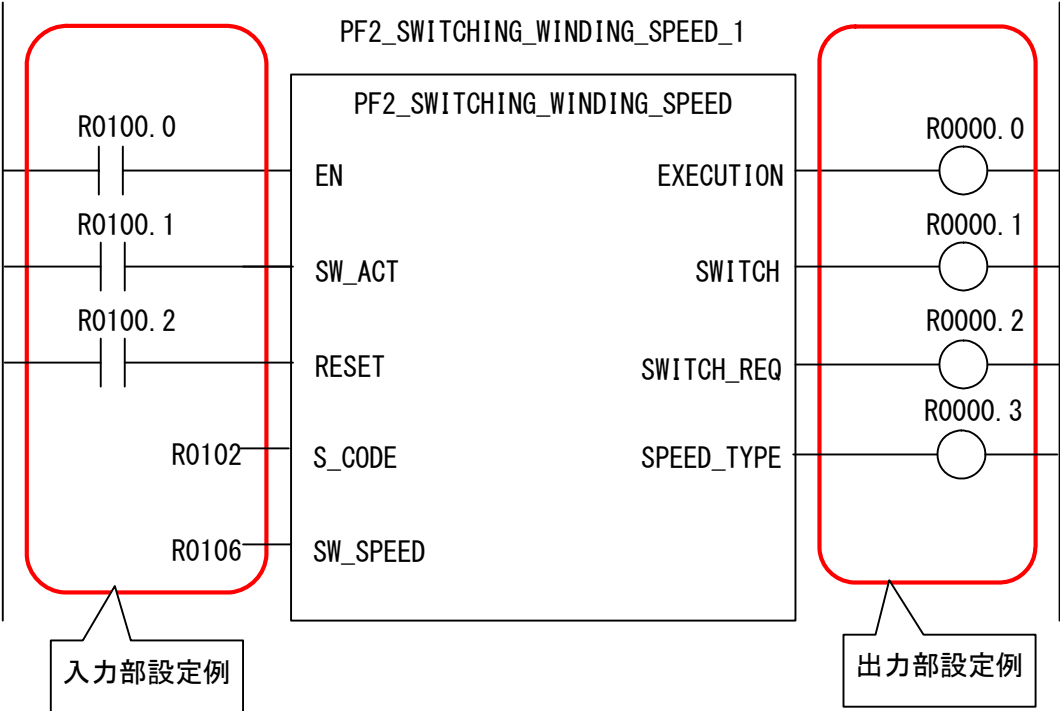 PF2_SWITCHING_WINDING_SPEED_1
PF2_SWITCHING_WINDING_SPEED
R0100.0
EN
EXECUTION
R0000.0
R0100.1
SW_ACT
SWITCH
R0000.1
R0100.2
RESET
SWITCH_REQ
R0000.2
R0102
S_CODE
SPEED_TYPE
R0000.3
R0106
SW_SPEED
入力部設定例
出力部設定例